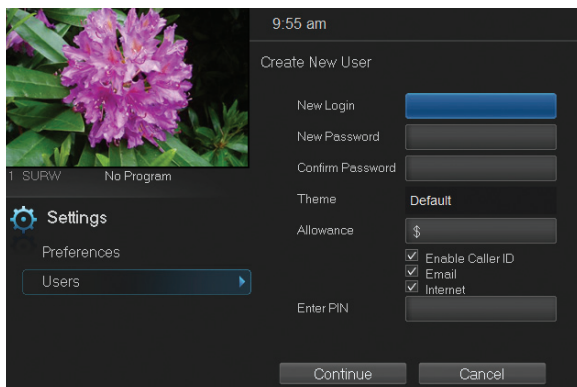 9:55 am
Create New User
New Login
New Password
Confirm Password
1 SURW No Program
Theme Default
Settings
Allowance $
Preferences
Enable Caller ID
Users
Email
Internet
Enter PIN
Continue Cancel